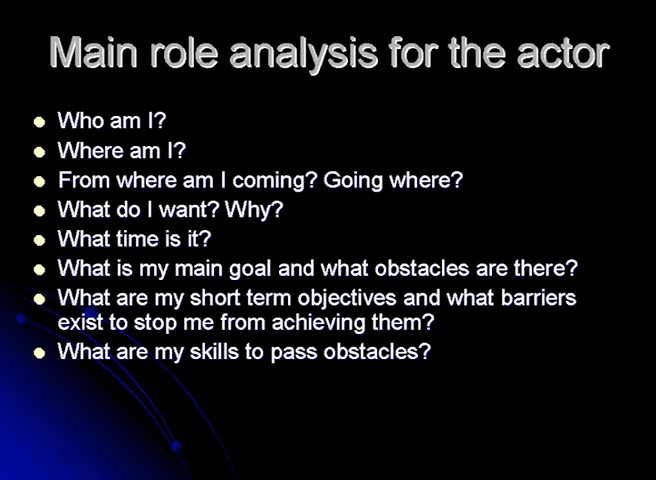 Main role analysis for the actor
Who am I?
Where am I?
From where am I coming? Going where?
What do I want? Why?
What time is it?
What is my main goal and what obstacles are there?
What are my short term objectives and what barriers
exist to stop me from achieving them?
What are my skills to pass obstacles?